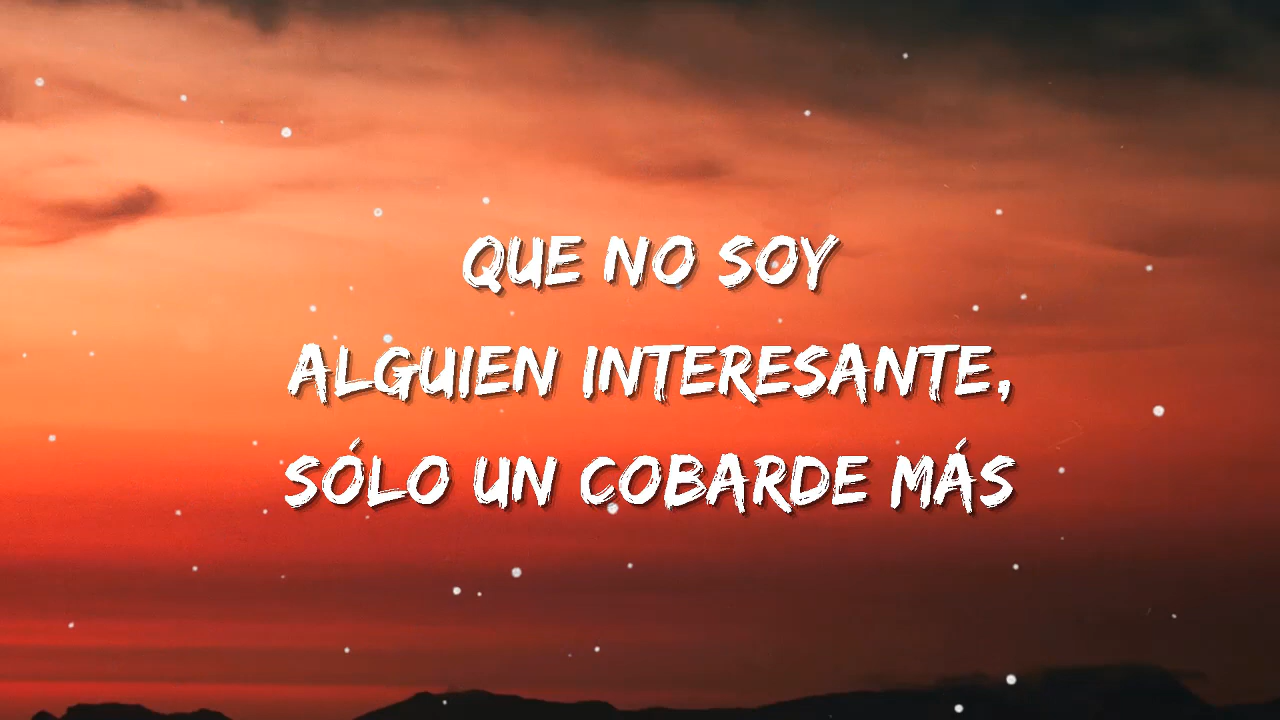 QUE NO SOY
ALGUIEN INTERESANTE,
SÓLO UN COBARDE MÁS